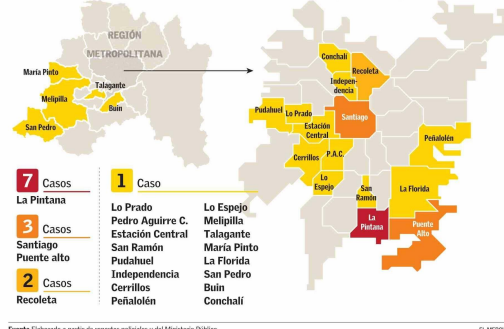 REGIÓN
METROPOLITANA
María Pinto
Talagante
Melipilla
Buin
San Pedro
Conchalí
Recoleta
Indepen-
dencia
Pudahuel
Lo Prado
Santiago
Estación
Central
Peñalolén
Cerrillos
P.A.C.
Lo
Espejo
San
Ramón
La Florida
La
Pintana
Puente
Alto
7 Casos
La Pintana
3 Casos
Santiago
Puente alto
2 Casos
Recoleta
1 Caso
Lo Prado
Pedro Aguirre C.
Estación Central
San Ramón
Pudahuel
Independencia
Cerrillos
Peñalolén
Lo Espejo
Melipilla
Talagante
María Pinto
La Florida
San Pedro
Buin
Conchalí